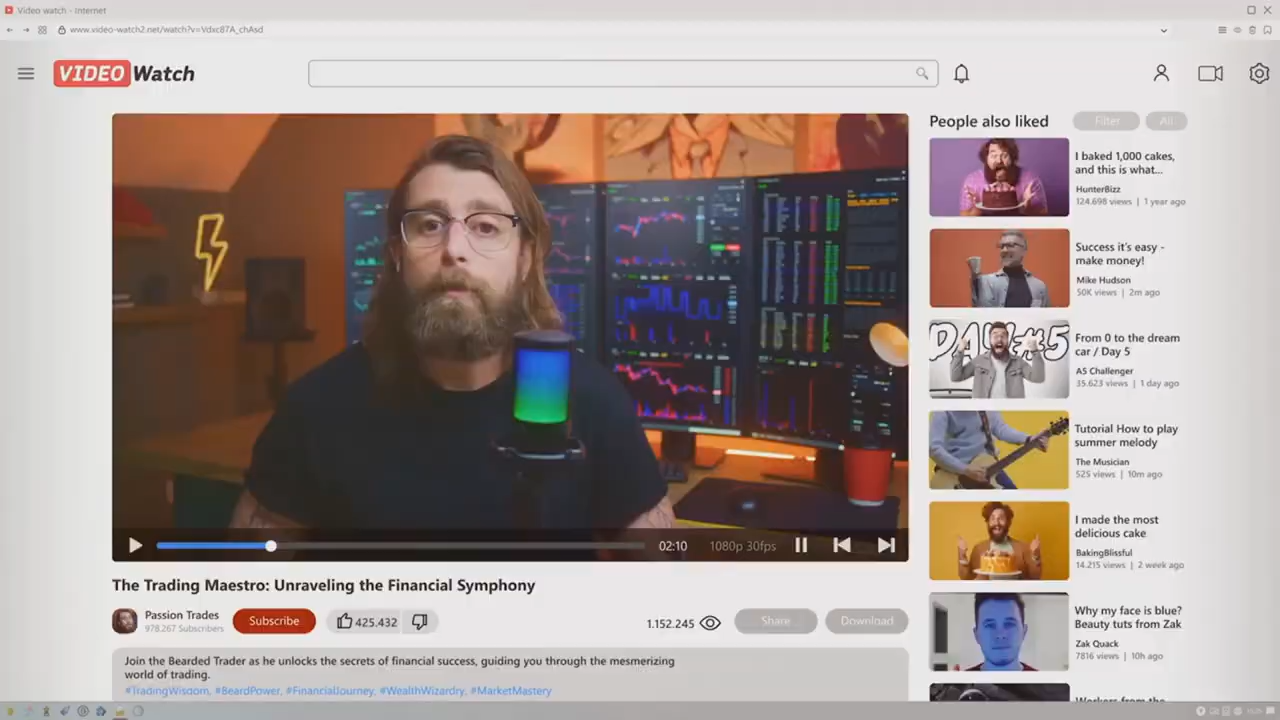 Video watch - Internet
www.video-watch2.net/watch?v=Vdxc87A_chAsd
VIDEO Watch
02:10
1080p 30fps
The Trading Maestro: Unraveling the Financial Symphony
Passion Trades
978.267 Subscribers
Subscribe
425.432
1.152.245
Share
Download
Join the Bearded Trader as he unlocks the secrets of financial success, guiding you through the mesmerizing
world of trading.
#TradingWisdom, #BeardPower, #FinancialJourney, #WealthWizardry, #MarketMastery
People also liked
Filter
All
I baked 1,000 cakes,
and this is what...
HunterBizz
124.698 views | 1 year ago
Success it's easy -
make money!
Mike Hudson
50K views | 2m ago
DAY #5
From 0 to the dream
car / Day 5
A5 Challenger
35.623 views | 1 day ago
Tutorial How to play
summer melody
The Musician
525 views | 10m ago
I made the most
delicious cake
BakingBlissful
14.215 views | 2 week ago
Why my face is blue?
Beauty tuts from Zak
Zak Quack
7816 views | 10h ago
Workers from the